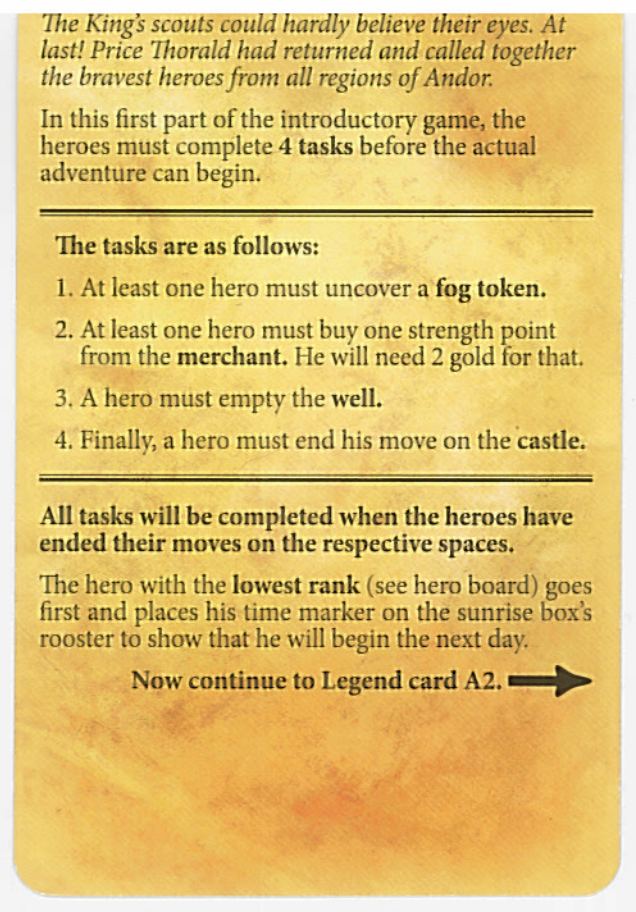 The King's scouts could hardly believe their eyes. At
last! Price Thorald had returned and called together
the bravest heroes from all regions of Andor.
In this first part of the introductory game, the
heroes must complete 4 tasks before the actual
adventure can begin.
The tasks are as follows:
1. At least one hero must uncover a fog token.
2. At least one hero must buy one strength point
from the merchant. He will need 2 gold for that.
3. A hero must empty the well.
4. Finally, a hero must end his move on the castle.
All tasks will be completed when the heroes have
ended their moves on the respective spaces.
The hero with the lowest rank (see hero board) goes
first and places his time marker on the sunrise box's
rooster to show that he will begin the next day.
Now continue to Legend card A2.